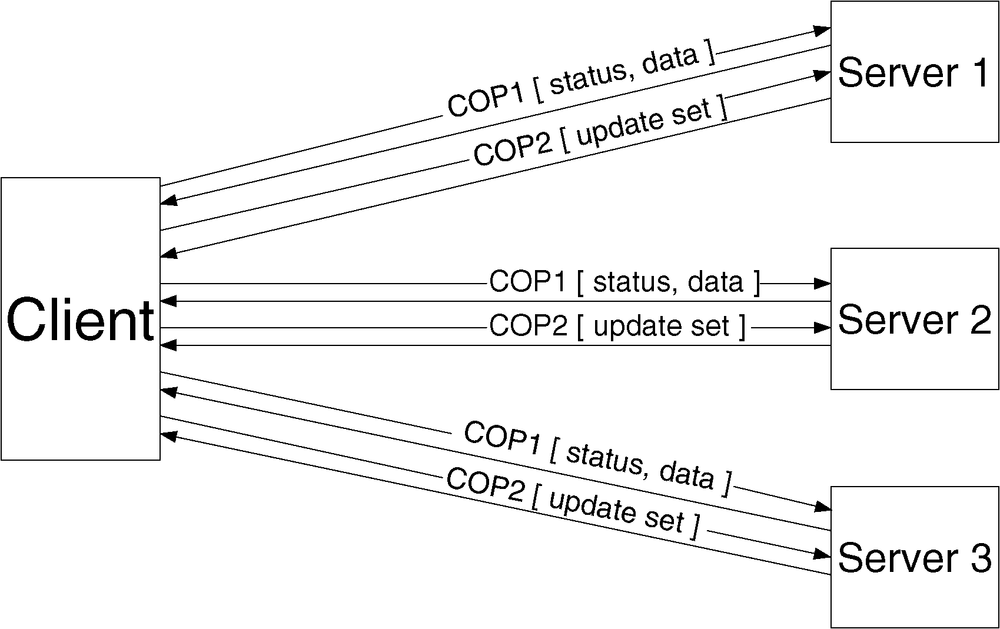 COP1 [ status, data ]
Server 1
COP2 [ update set ]
Client
COP1 [ status, data ]
COP2 [ update set ]
Server 2
COP1 [ status, data ]
COP2 [ update set ]
Server 3